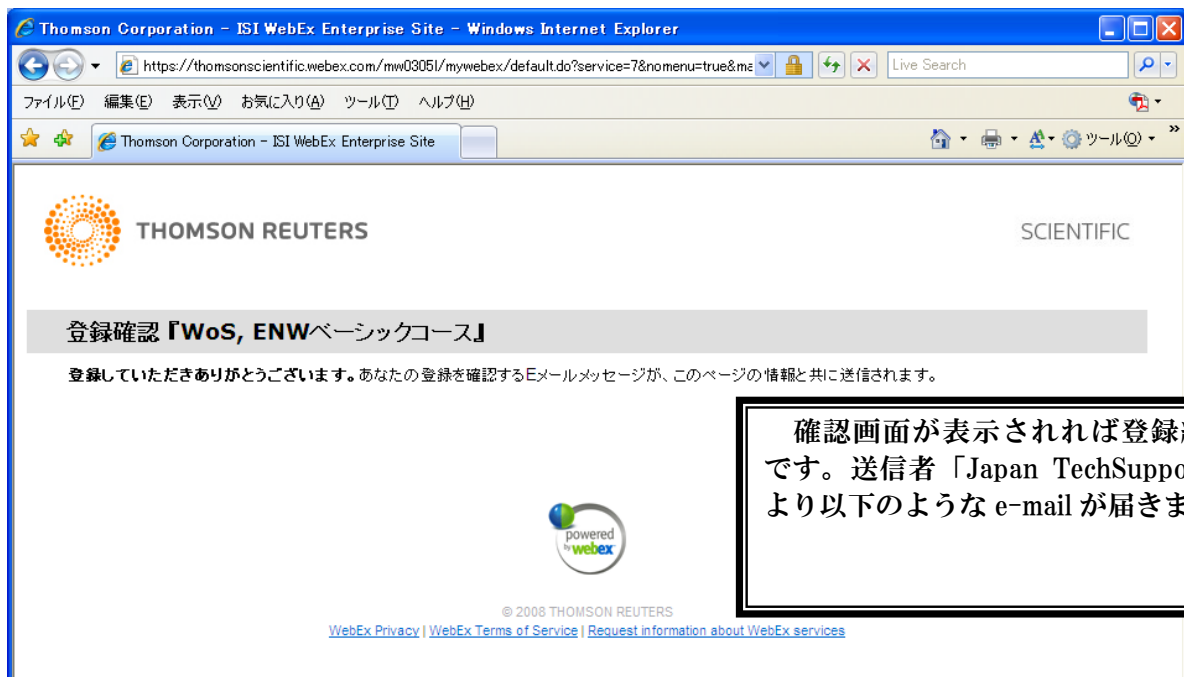 Thomson Corporation - ISI WebEx Enterprise Site - Windows Internet Explorer
https://thomsonscientific.webex.com/mw0305l/mywebex/default.do?service=7&nomenu=true&me
Live Search
ファイル(F) 編集(E) 表示(V) お気に入り(A) ツール(T) ヘルプ(H)
Thomson Corporation - ISI WebEx Enterprise Site
ツール(O)
THOMSON REUTERS
SCIENTIFIC
登録確認『WoS, ENWベーシックコース』
登録していただきありがとうございます。あなたの登録を確認するEメールメッセージが、このページの情報と共に送信されます。
確認画面が表示されれば登録
です。送信者「Japan TechSuppo
より以下のような e-mail が届きま
powered
by webex
© 2008 THOMSON REUTERS
WebEx Privacy | WebEx Terms of Service | Request information about WebEx services